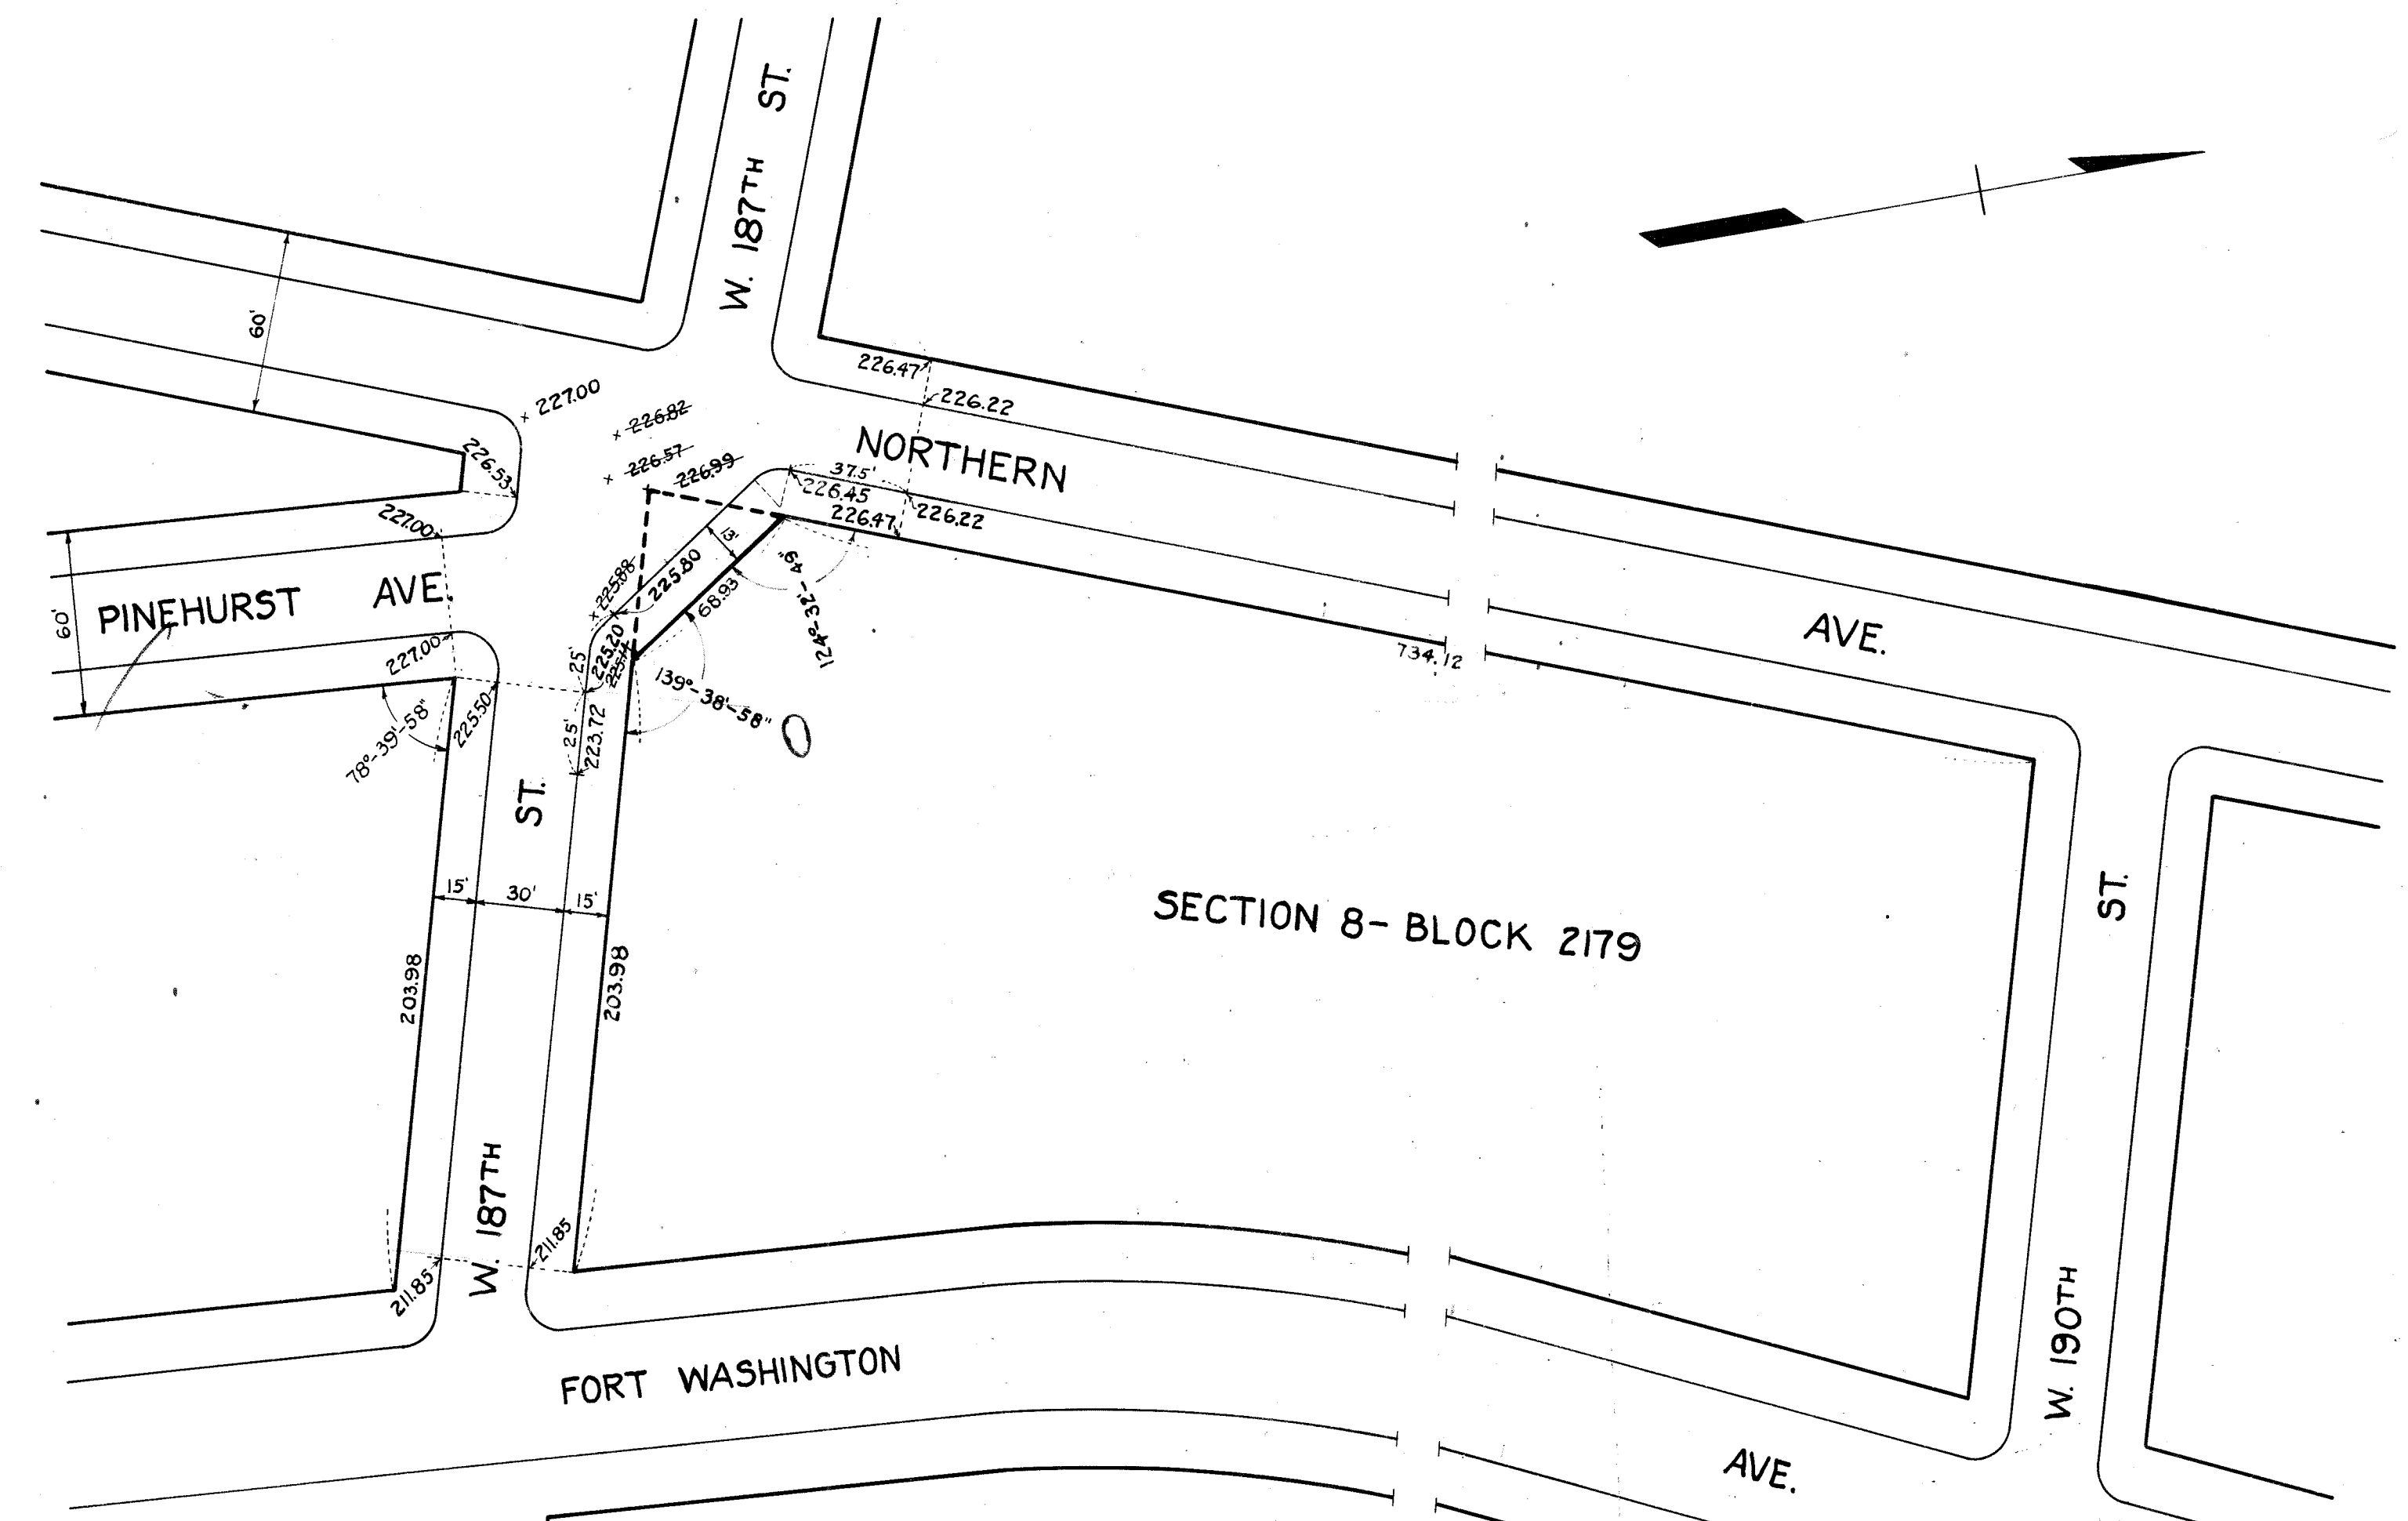 W. 187TH ST.
60'
226.47
226.22
227.00
226.82
226.57
226.99
NORTHERN
37.5'
226.45
226.47
226.22
226.53
227.00
13'
225.88
225.80
68.93
124°-32'-49"
PINEHURST AVE.
60'
AVE.
734.12
227.00
25'
225.20
139°-38'-58"
225.50
78°-39'-58"
25'
223.72
ST.
15' 30' 15'
SECTION 8- BLOCK 2179
ST.
203.98
203.98
W. 187TH
211.85
211.85
W. 190TH
FORT WASHINGTON
AVE.